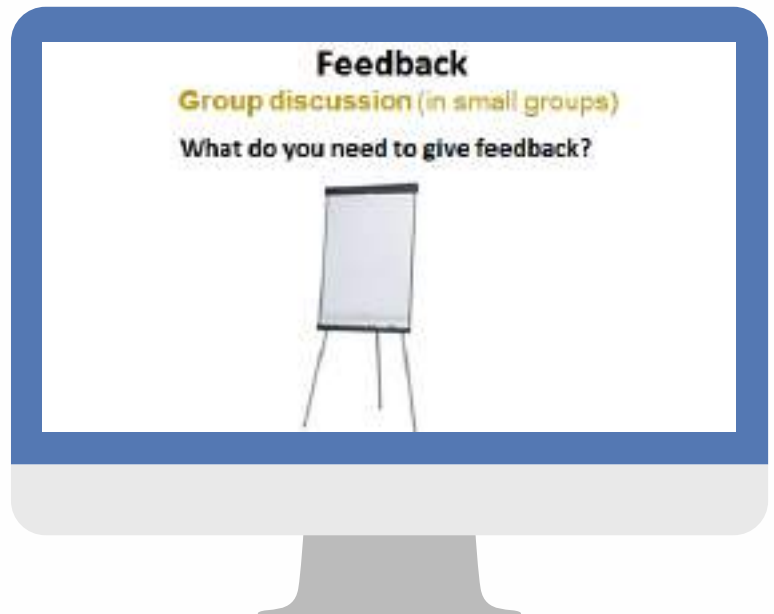 Feedback
Group discussion (in small groups)
What do you need to give feedback?